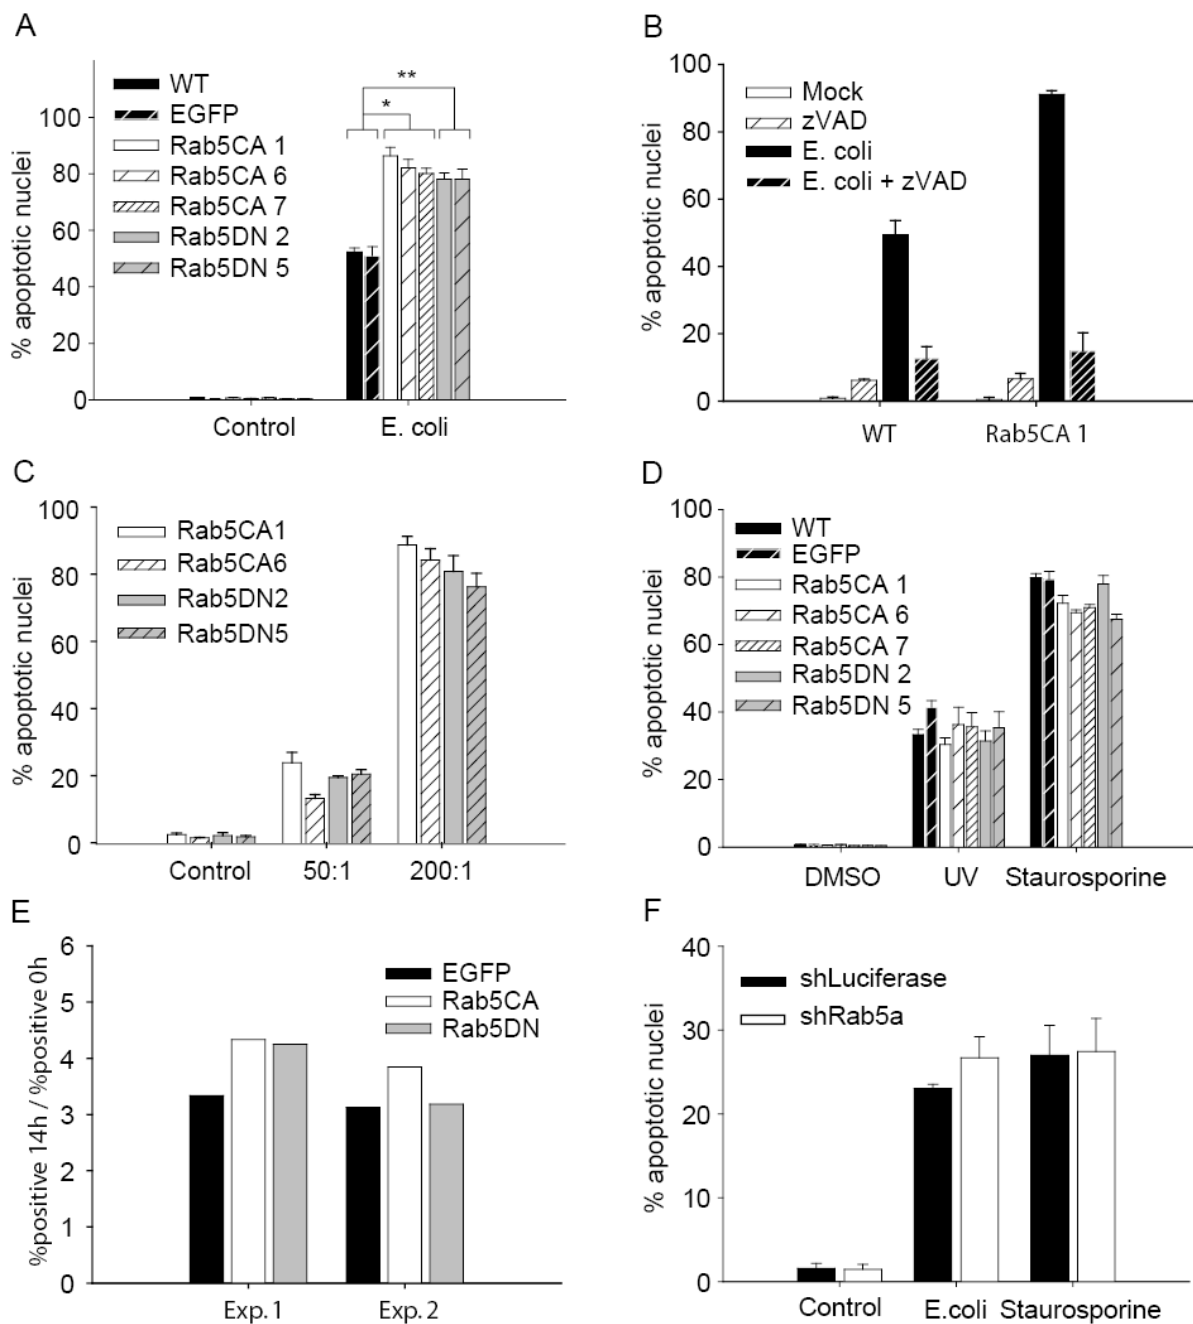 A
% apoptotic nuclei
100
80
60
40
20
0
WT
EGFP
Rab5CA 1
Rab5CA 6
Rab5CA 7
Rab5DN 2
Rab5DN 5
**
*
Control
E. coli
B
% apoptotic nuclei
100
80
60
40
20
0
Mock
zVAD
E. coli
E. coli + zVAD
WT
Rab5CA 1
C
% apoptotic nuclei
100
80
60
40
20
0
Rab5CA1
Rab5CA6
Rab5DN2
Rab5DN5
Control
50:1
200:1
D
% apoptotic nuclei
100
80
60
40
20
0
WT
EGFP
Rab5CA 1
Rab5CA 6
Rab5CA 7
Rab5DN 2
Rab5DN 5
DMSO
UV
Staurosporine
E
%positive 14h / %positive 0h
6
5
4
3
2
1
0
EGFP
Rab5CA
Rab5DN
Exp. 1
Exp. 2
F
% apoptotic nuclei
40
30
20
10
0
shLuciferase
shRab5a
Control
E.coli
Staurosporine